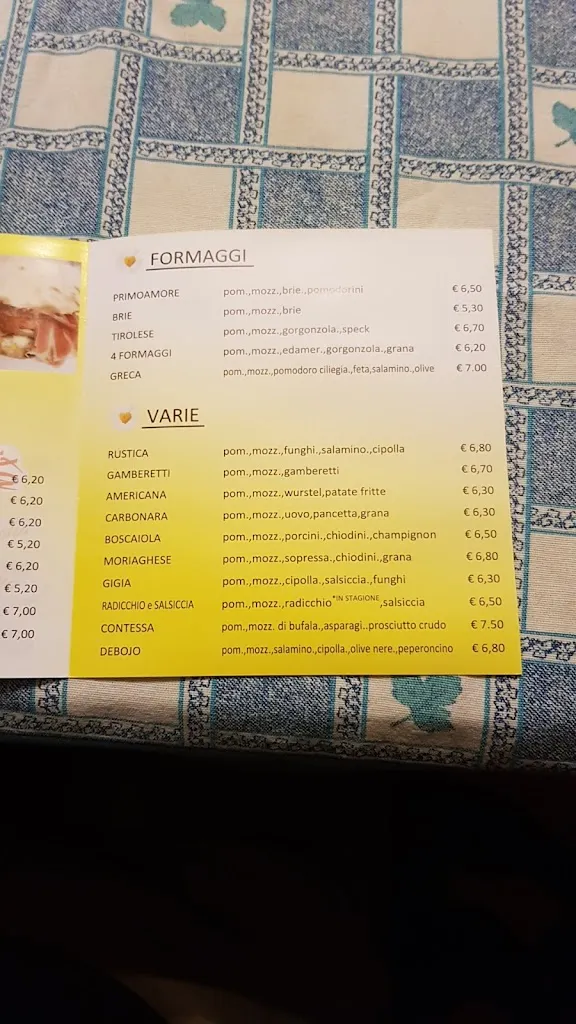 FORMAGGI
PRIMOAMORE pom.,mozz.,brie.,pomodorini € 6,50
BRIE pom.,mozz.,brie € 5,30
TIROLESE pom.,mozz.,gorgonzola.,speck € 6,70
4 FORMAGGI pom.,mozz.,edamer.,gorgonzola.,grana € 6,20
GRECA pom.,mozz.,pomodoro ciliegia.,feta,salamino.,olive € 7.00
VARIE
RUSTICA pom.,mozz.,funghi.,salamino.,cipolla € 6,80
GAMBERETTI pom.,mozz.,gamberetti € 6,70
AMERICANA pom.,mozz.,wurstel,patate fritte € 6,30
CARBONARA pom.,mozz.,uovo,pancetta,grana € 6,30
BOSCAIOLA pom.,mozz.,porcini.,chiodini.,champignon € 6,50
MORIAGHESE pom.,mozz.,sopressa.,chiodini.,grana € 6,80
GIGIA pom.,mozz.,cipolla.,salsiccia.,funghi € 6,30
RADICCHIO e SALSICCIA pom.,mozz.,radicchio*IN STAGIONE,salsiccia € 6,50
CONTESSA pom.,mozz. di bufala.,asparagi..prosciutto crudo € 7.50
DEBOJO pom.,mozz.,salamino.,cipolla.,olive nere.,peperoncino € 6,80
€ 6,20
€ 6,20
€ 6,20
€ 5,20
€ 6,20
€ 5,20
€ 7,00
€ 7,00